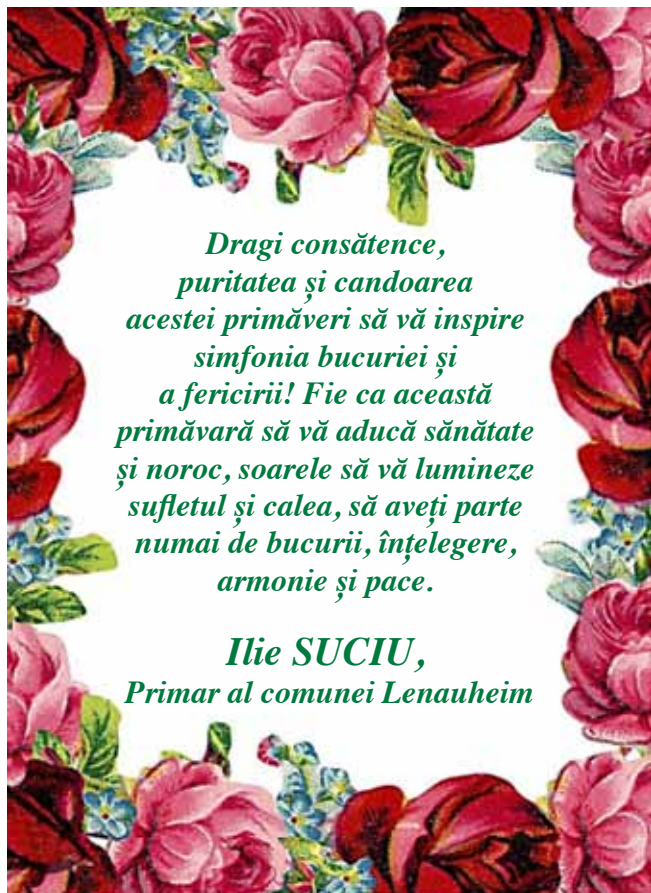 Dragi consătence,
puritatea și candoarea
acestei primăveri să vă inspire
simfonia bucuriei și
a fericirii! Fie ca această
primăvară să vă aducă sănătate
și noroc, soarele să vă lumineze
sufletul și calea, să aveți parte
numai de bucurii, înțelegere,
armonie și pace.
Ilie SUCIU,
Primar al comunei Lenauheim